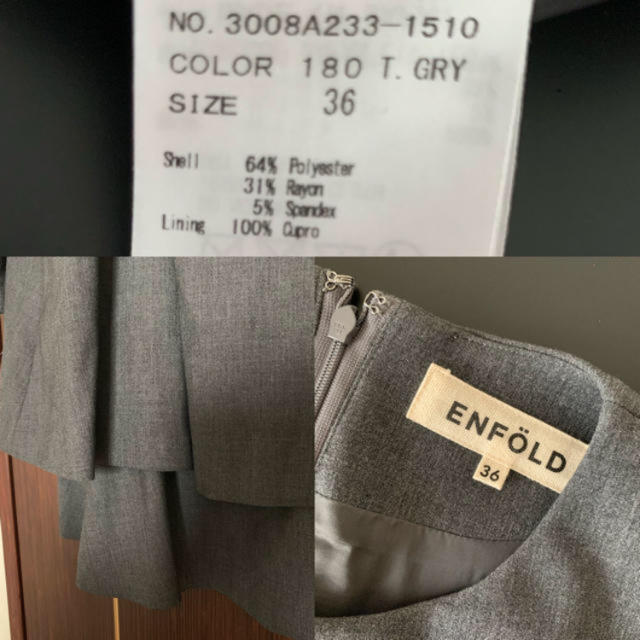 NO. 3008A233-1510
COLOR 180 T. GRY
SIZE 36
Shell 64% Polyester
31% Rayon
5% Spandex
Lining 100% Cupro
ENFÖLD
36